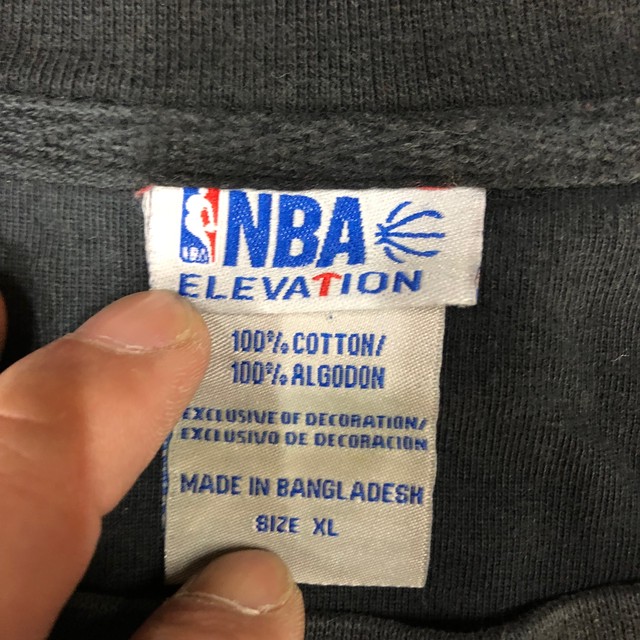 NBA
ELEVATION
100% COTTON/
100% ALGODON
EXCLUSIVE OF DECORATION/
EXCLUSIVO DE DECORACION
MADE IN BANGLADESH
SIZE XL